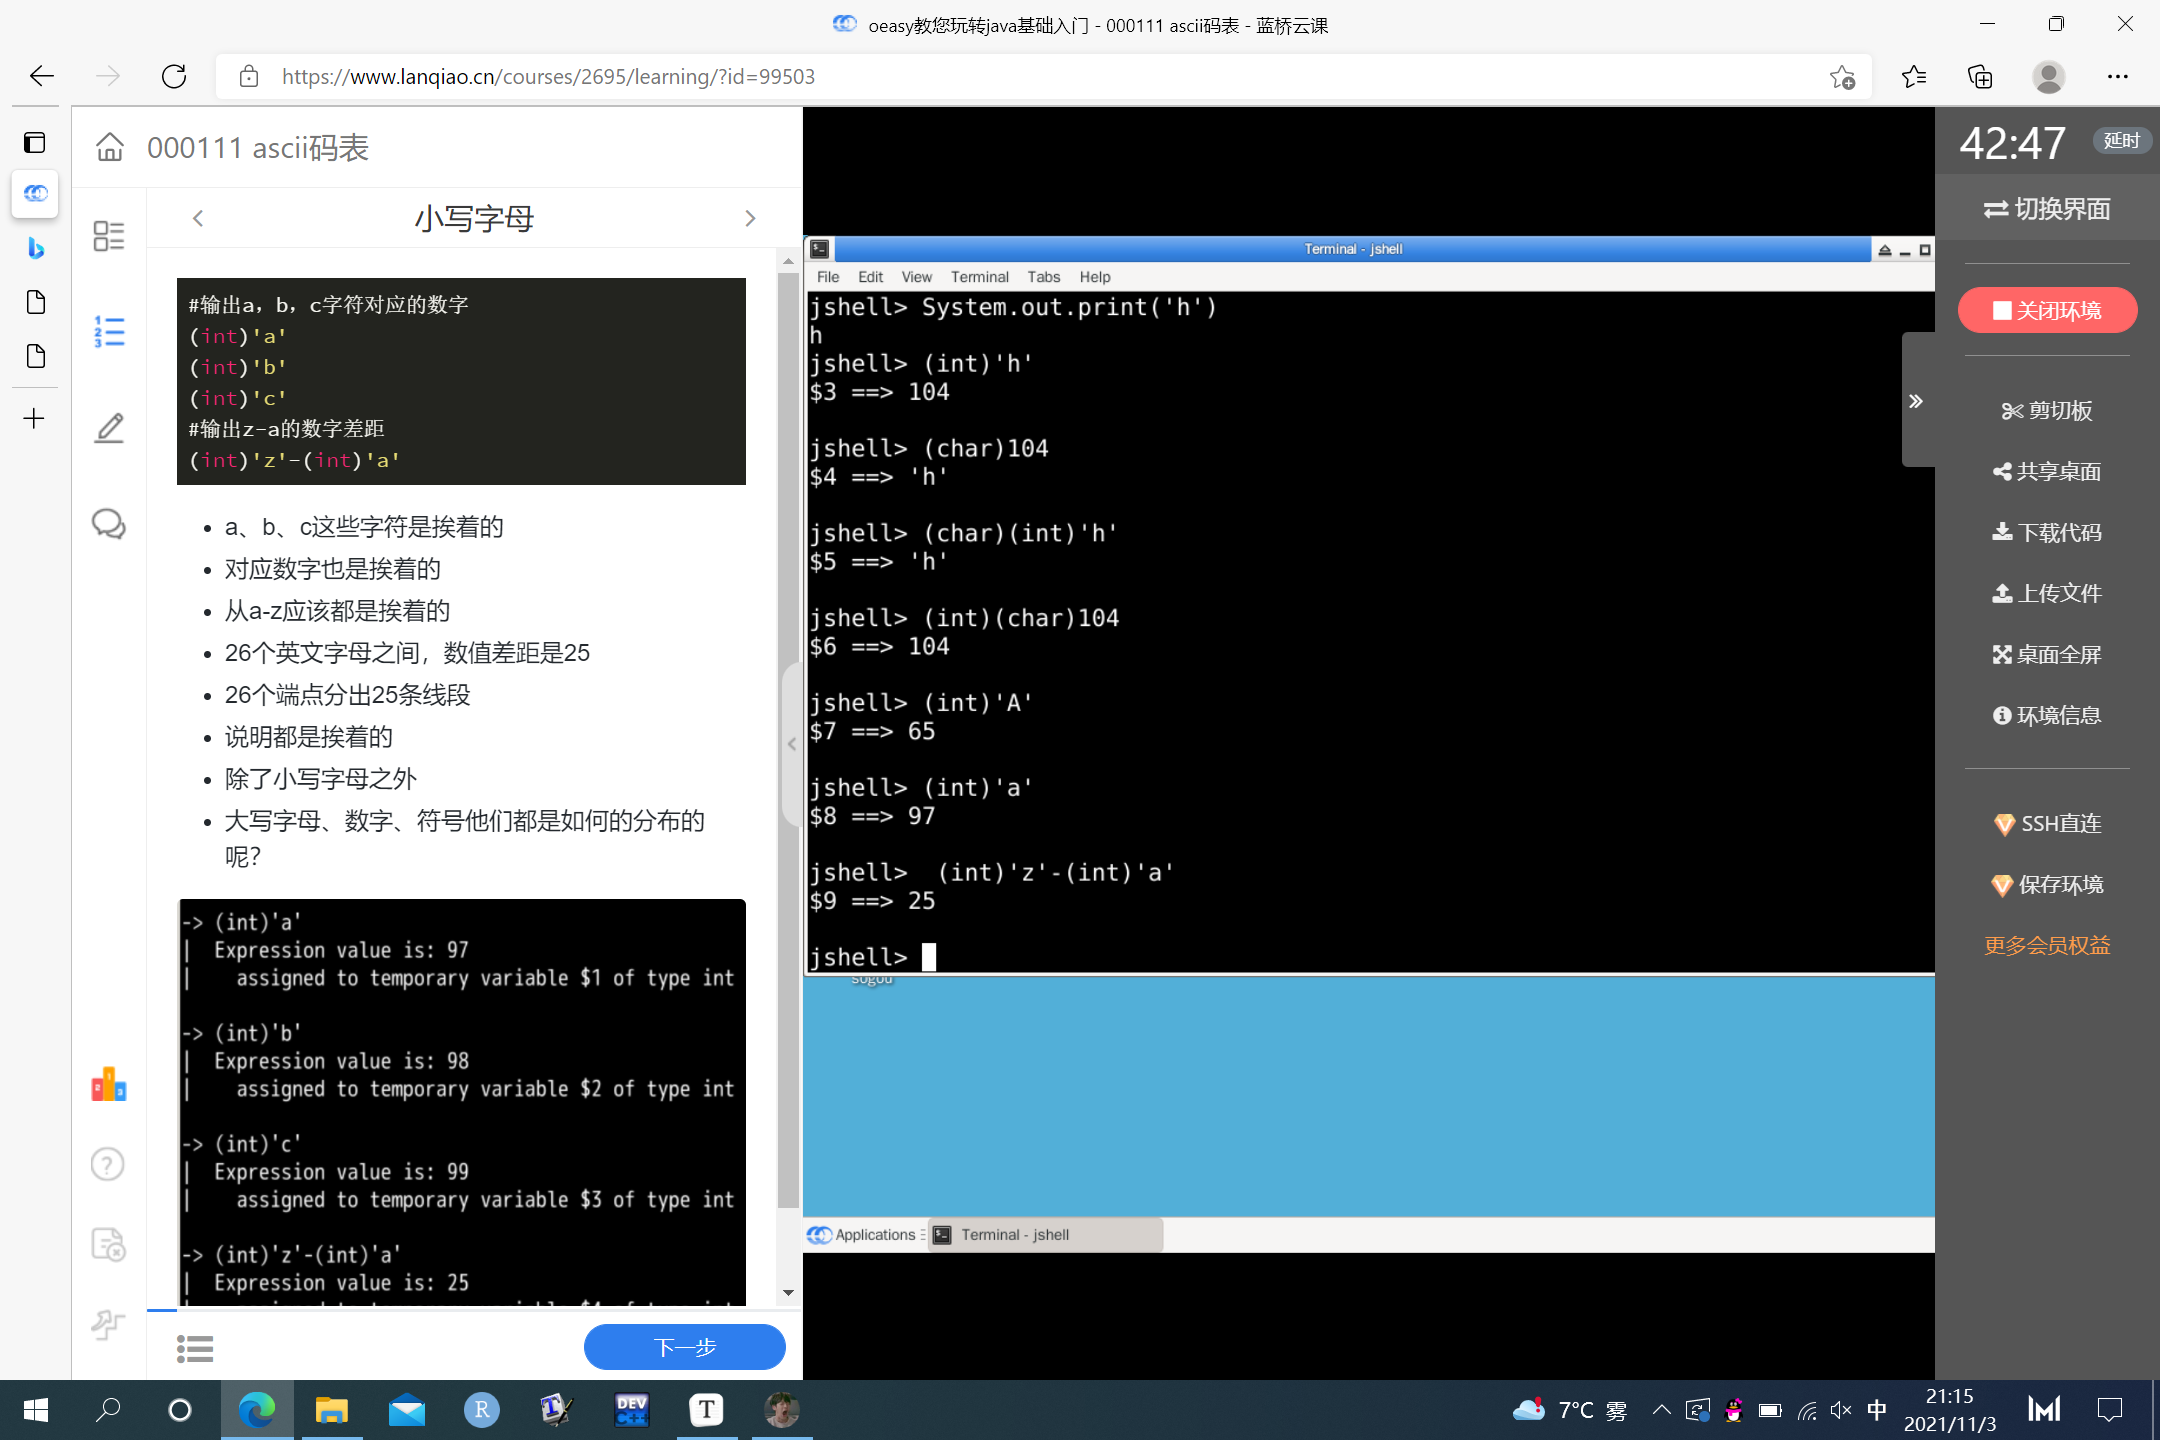 oeasy教您玩转java基础入门 - 000111 ascii码表 - 蓝桥云课
https://www.lanqiao.cn/courses/2695/learning/?id=99503
000111 ascii码表
小写字母
#输出a，b，c字符对应的数字
(int)'a'
(int)'b'
(int)'c'
#输出z-a的数字差距
(int)'z'-(int)'a'
a、b、c这些字符是挨着的
对应数字也是挨着的
从a-z应该都是挨着的
26个英文字母之间，数值差距是25
26个端点分出25条线段
说明都是挨着的
除了小写字母之外
大写字母、数字、符号他们都是如何的分布的
呢？
-> (int)'a'
|  Expression value is: 97
|    assigned to temporary variable $1 of type int
-> (int)'b'
|  Expression value is: 98
|    assigned to temporary variable $2 of type int
-> (int)'c'
|  Expression value is: 99
|    assigned to temporary variable $3 of type int
-> (int)'z'-(int)'a'
|  Expression value is: 25
下一步
Terminal - jshell
File Edit View Terminal Tabs Help
jshell> System.out.print('h')
h
jshell> (int)'h'
$3 ==> 104
jshell> (char)104
$4 ==> 'h'
jshell> (char)(int)'h'
$5 ==> 'h'
jshell> (int)(char)104
$6 ==> 104
jshell> (int)'A'
$7 ==> 65
jshell> (int)'a'
$8 ==> 97
jshell>  (int)'z'-(int)'a'
$9 ==> 25
jshell>
sogou
Applications
Terminal - jshell
42:47 延时
切换界面
关闭环境
剪切板
共享桌面
下载代码
上传文件
桌面全屏
环境信息
SSH直连
保存环境
更多会员权益
R
DEV
C++
T
7°C 雾
中
21:15
2021/11/3